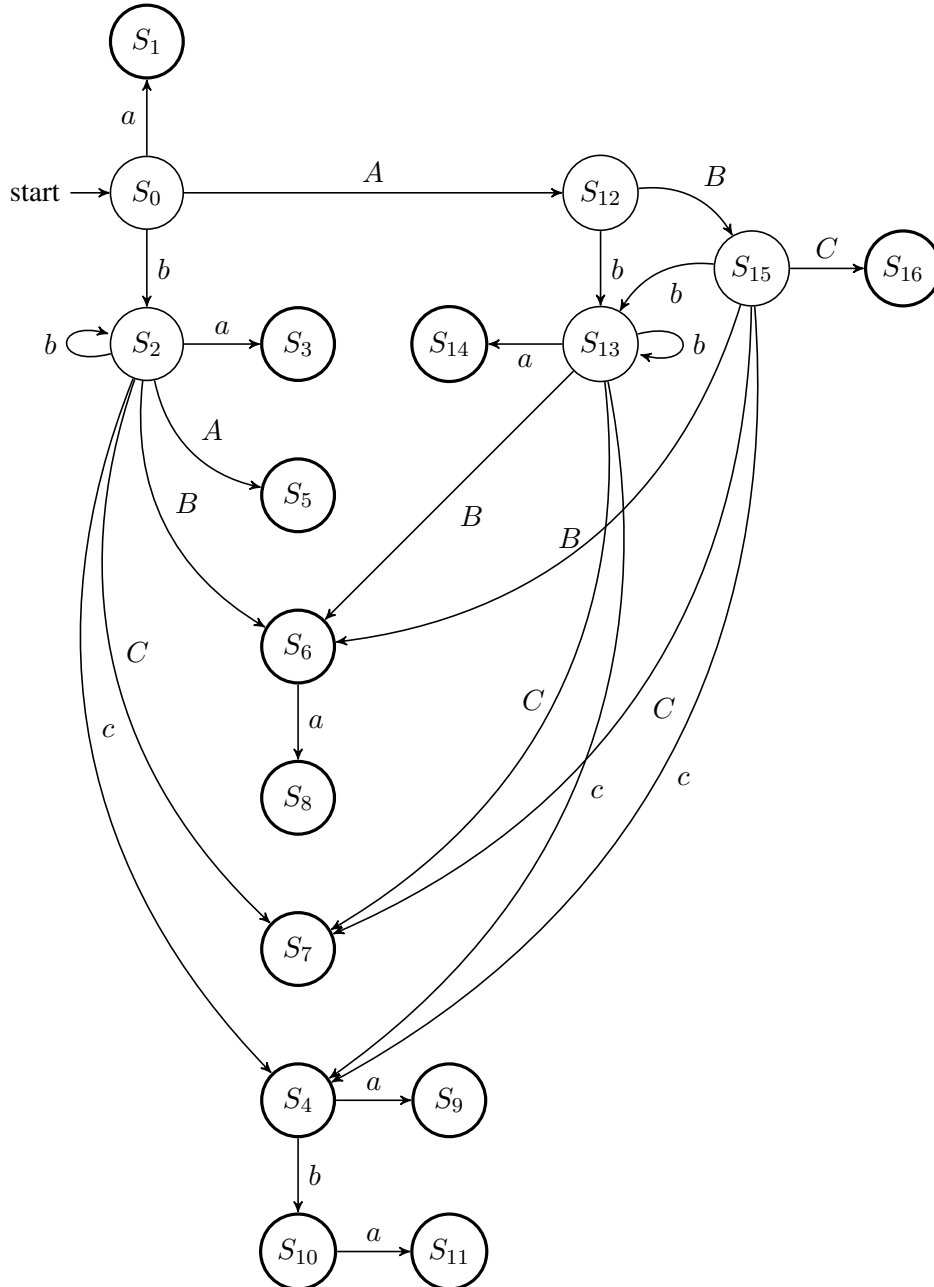 S₁
a
start S₀ A S₁₂ B
b b S₁₅ C S₁₆
b
b S₂ a S₃ S₁₄ a S₁₃ b
A
S₅
B B
B
S₆
C
a C C
c
S₈ c c
S₇
S₄ a S₉
b
S₁₀ a S₁₁